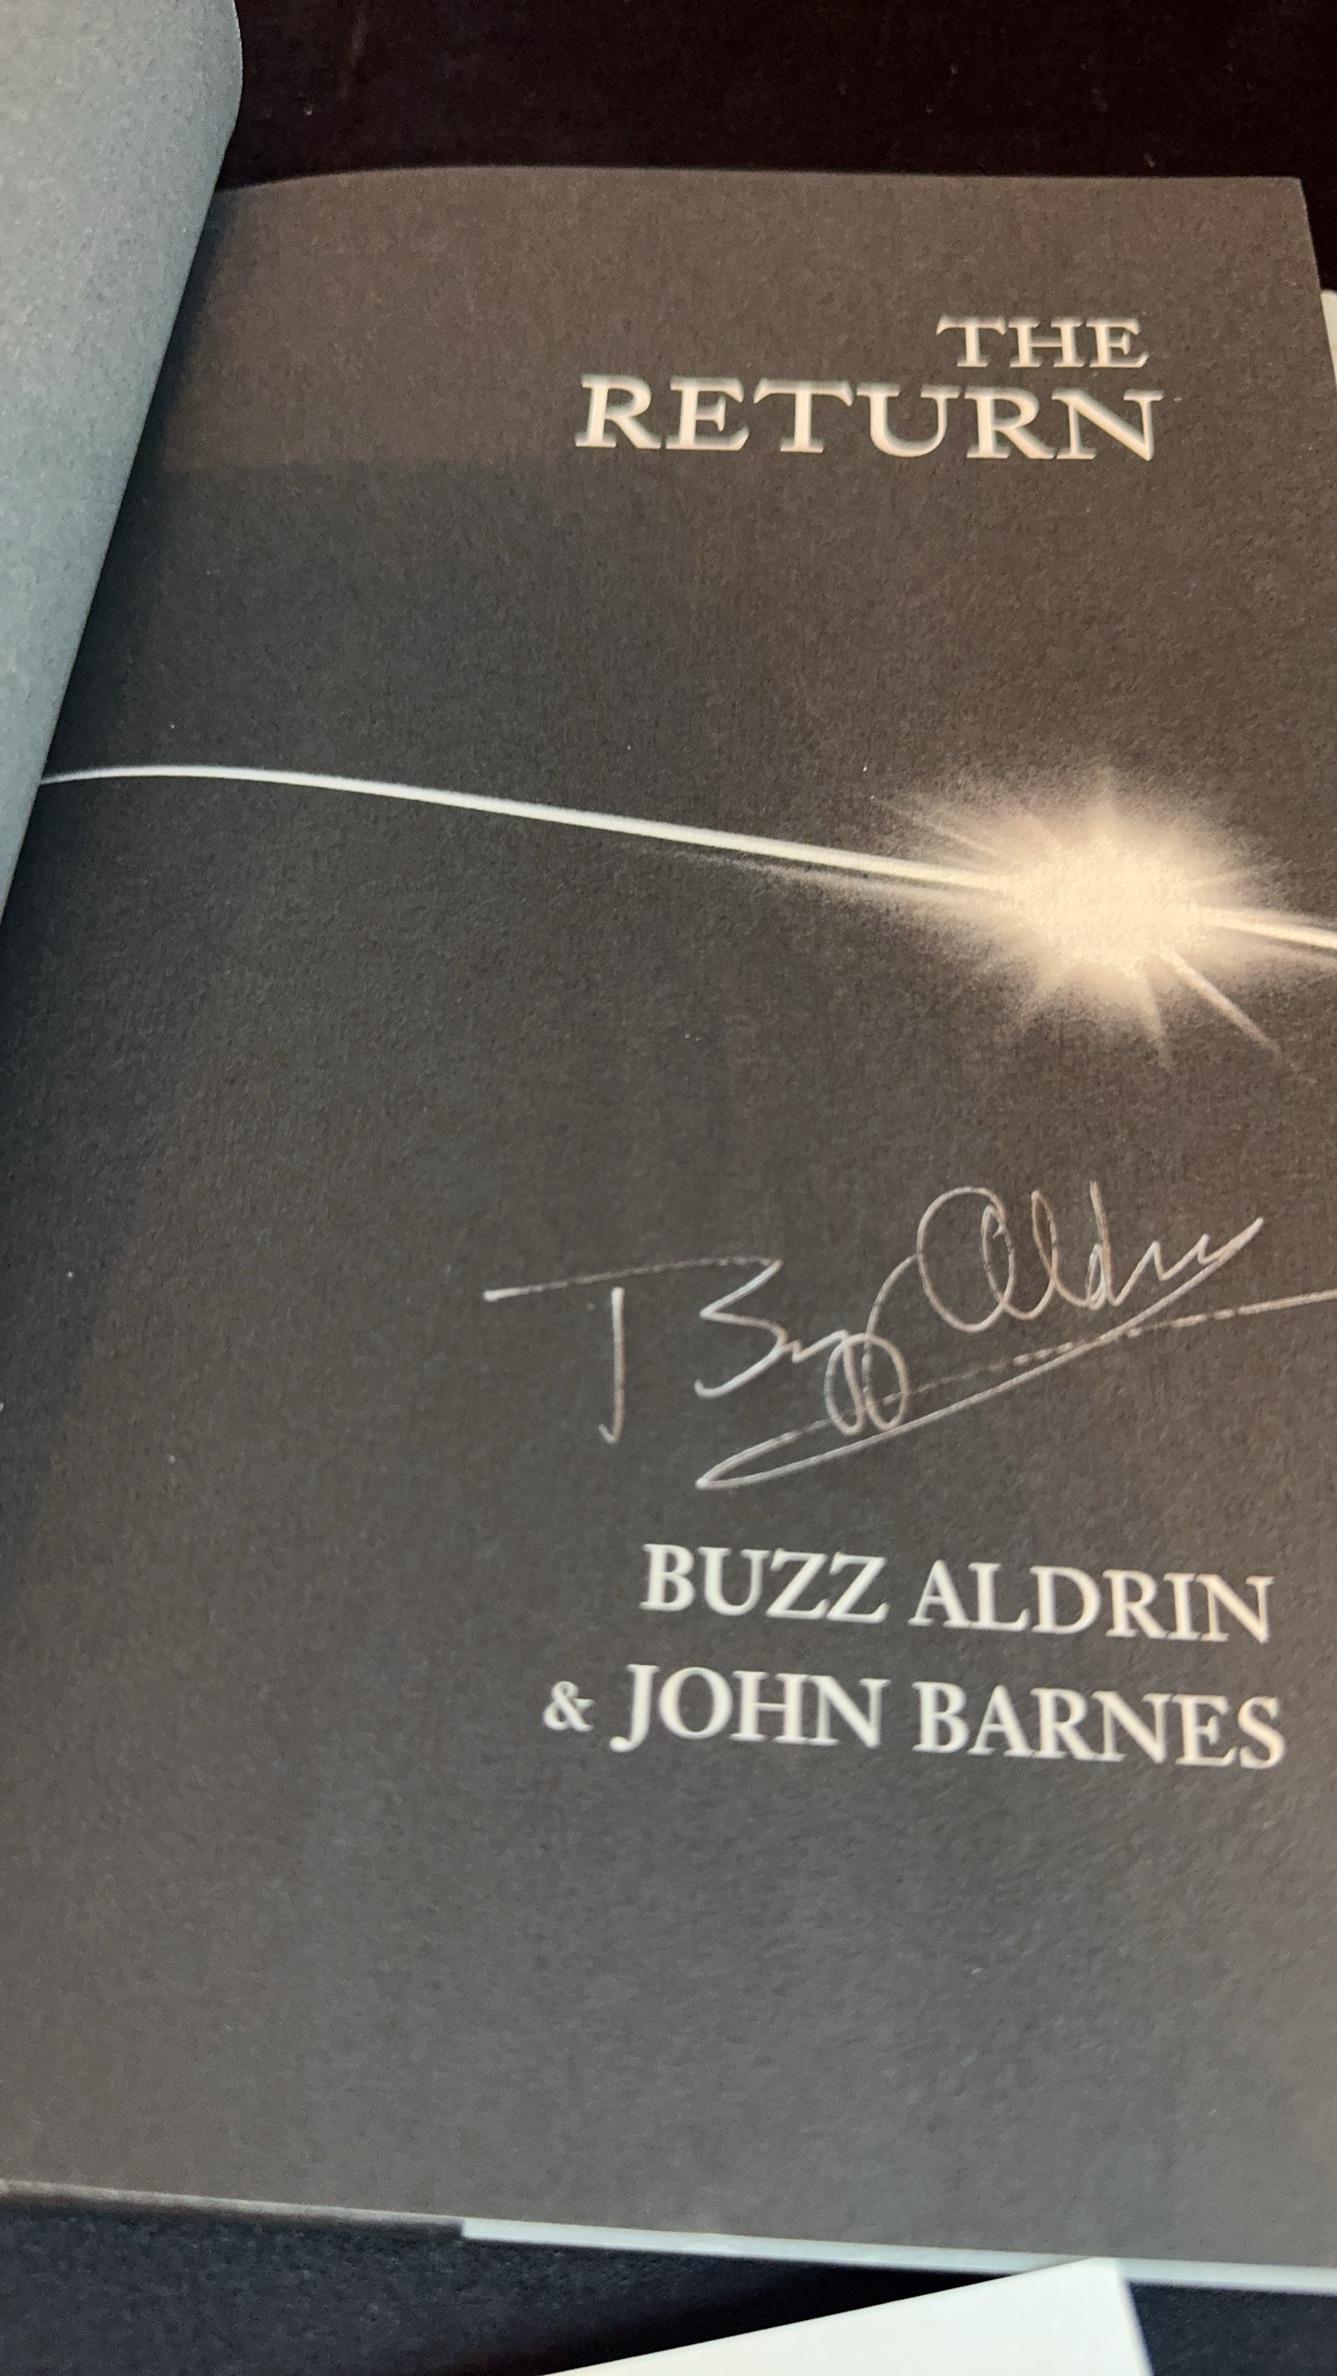 THE
RETURN
Buzz Aldrin
BUZZ ALDRIN
& JOHN BARNES